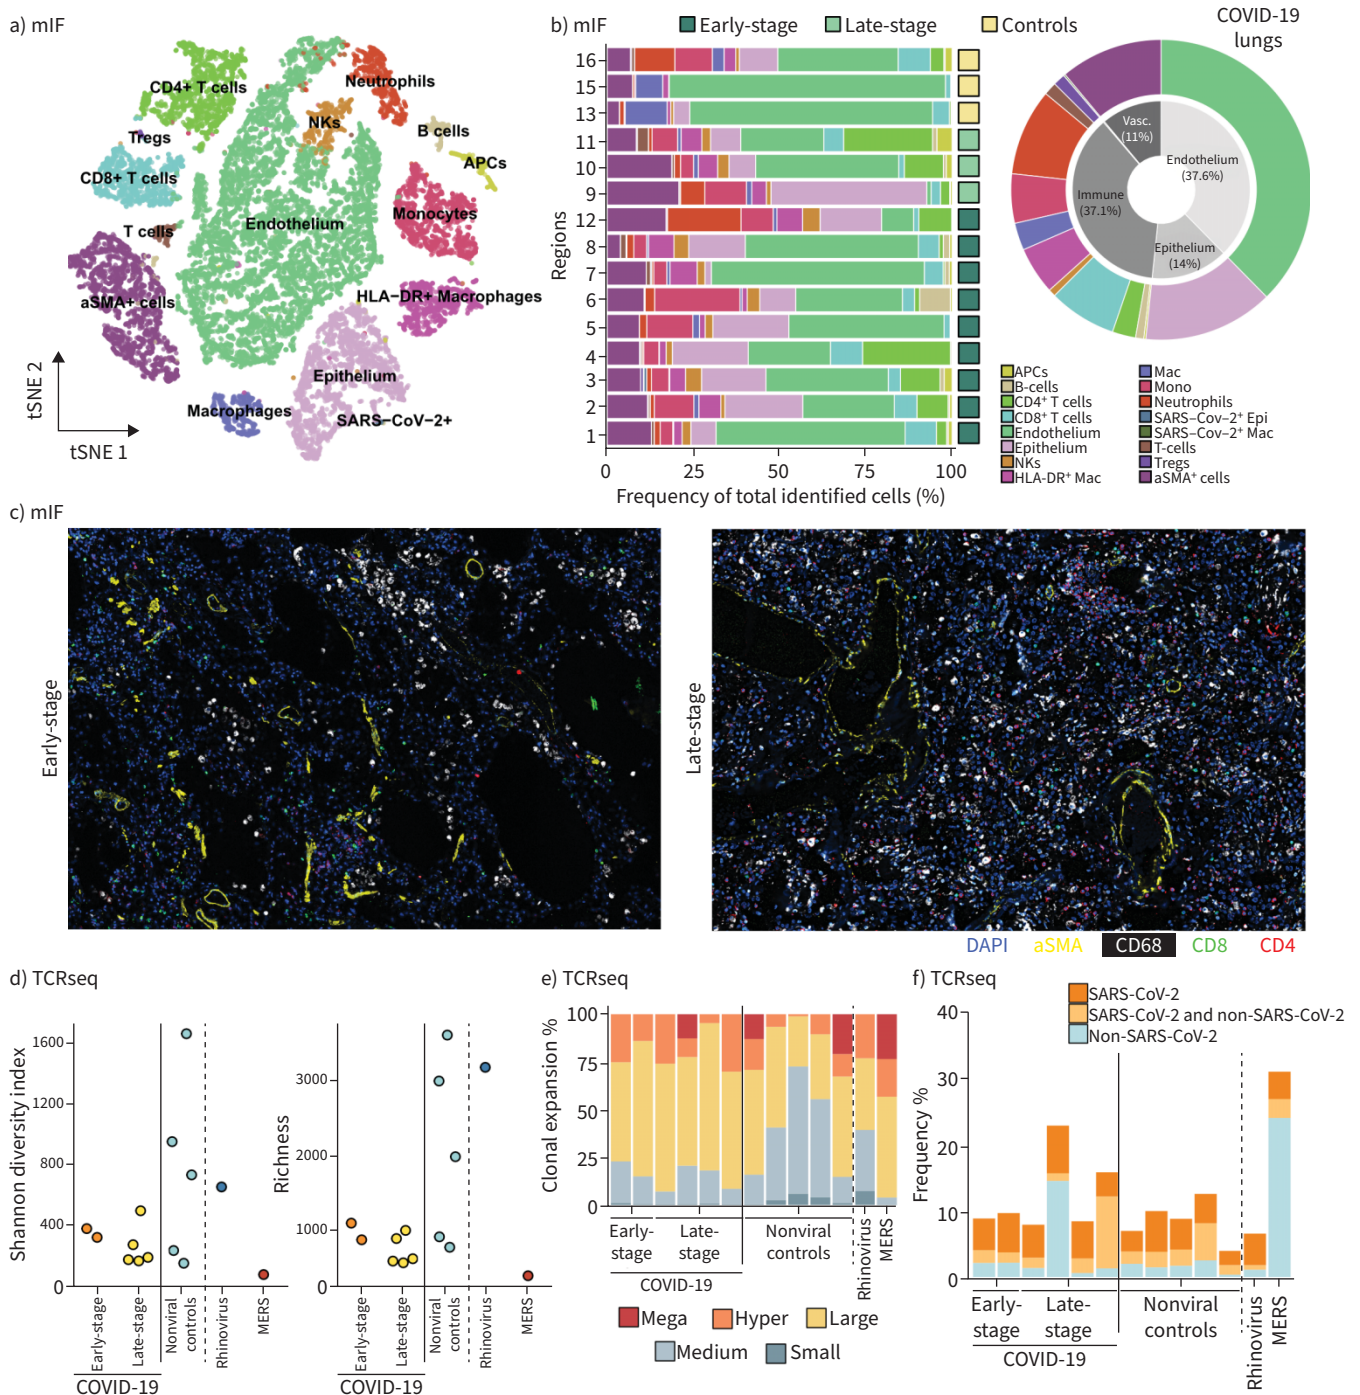 a) mIF
CD4+ T cells
Neutrophils
NKs
Tregs
B cells
APCs
CD8+ T cells
Monocytes
Endothelium
T cells
aSMA+ cells
HLA−DR+ Macrophages
Epithelium
Macrophages
SARS−CoV−2+
tSNE 2
tSNE 1
b) mIF
Early-stage
Late-stage
Controls
COVID-19
lungs
Regions
16
15
13
11
10
9
12
8
7
6
5
4
3
2
1
0
25
50
75
100
Frequency of total identified cells (%)
Vasc.
(11%)
Endothelium
(37.6%)
Immune
(37.1%)
Epithelium
(14%)
APCs
B-cells
CD4+ T cells
CD8+ T cells
Endothelium
Epithelium
NKs
HLA-DR+ Mac
Mac
Mono
Neutrophils
SARS–Cov–2+ Epi
SARS–Cov–2+ Mac
T-cells
Tregs
aSMA+ cells
c) mIF
Early-stage
Late-stage
DAPI
aSMA
CD68
CD8
CD4
d) TCRseq
Shannon diversity index
1600
1200
800
400
0
Early-stage
Late-stage
Nonviral
controls
Rhinovirus
MERS
COVID-19
Richness
3000
2000
1000
0
Early-stage
Late-stage
Nonviral
controls
Rhinovirus
MERS
COVID-19
e) TCRseq
Clonal expansion %
100
75
50
25
0
Early-
stage
Late-
stage
Nonviral
controls
Rhinovirus
MERS
COVID-19
Mega
Hyper
Large
Medium
Small
f) TCRseq
SARS-CoV-2
SARS-CoV-2 and non-SARS-CoV-2
Non-SARS-CoV-2
Frequency %
40
30
20
10
0
Early-
stage
Late-
stage
Nonviral
controls
Rhinovirus
MERS
COVID-19